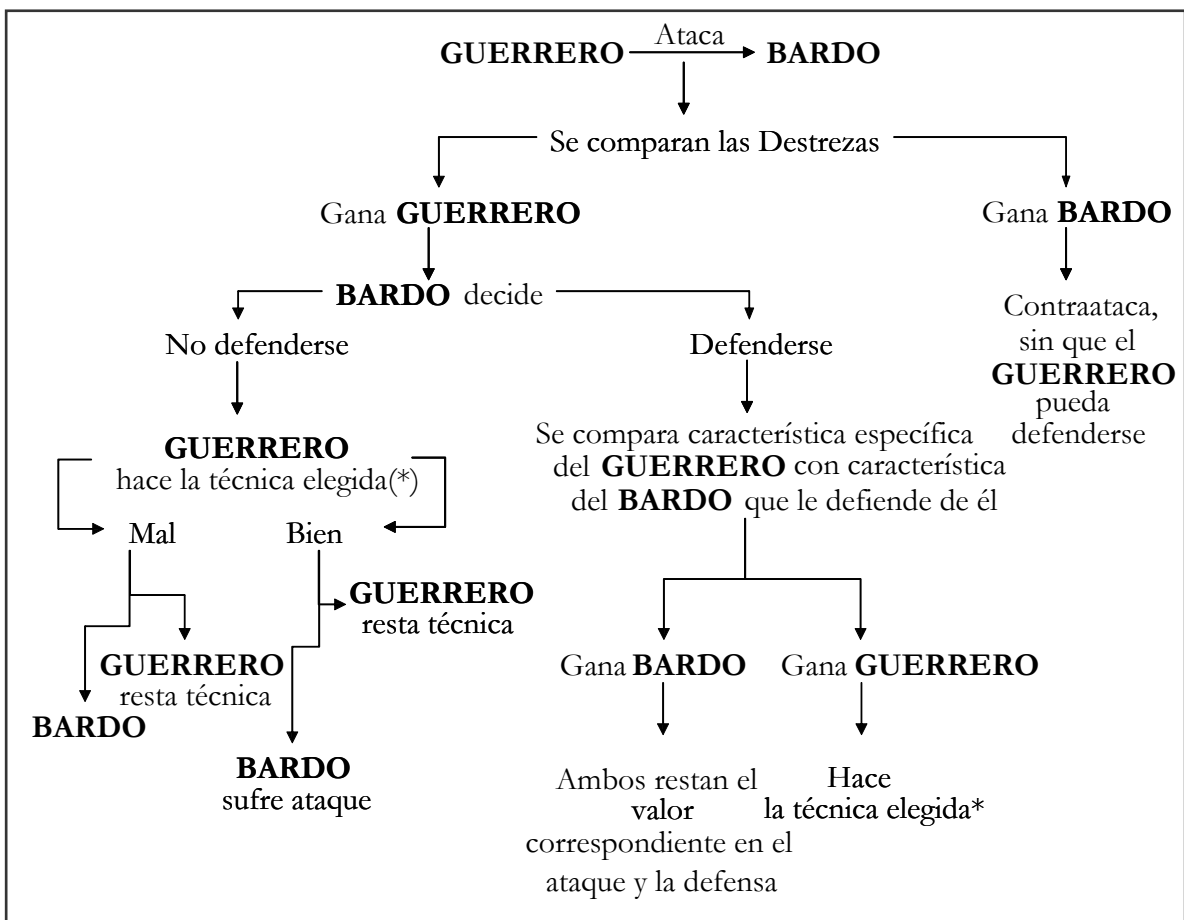 Ataca
GUERRERO BARDO
Se comparan las Destrezas
Gana GUERRERO
Gana BARDO
BARDO decide
No defenderse
Defenderse
Contraataca,
sin que el
GUERRERO
pueda
defenderse
GUERRERO
hace la técnica elegida(*)
Mal
Bien
Se compara característica específica
del GUERRERO con característica
del BARDO que le defiende de él
GUERRERO
resta técnica
BARDO
GUERRERO
resta técnica
BARDO
sufre ataque
Gana BARDO
Gana GUERRERO
Ambos restan el
valor
correspondiente en el
ataque y la defensa
Hace
la técnica elegida*